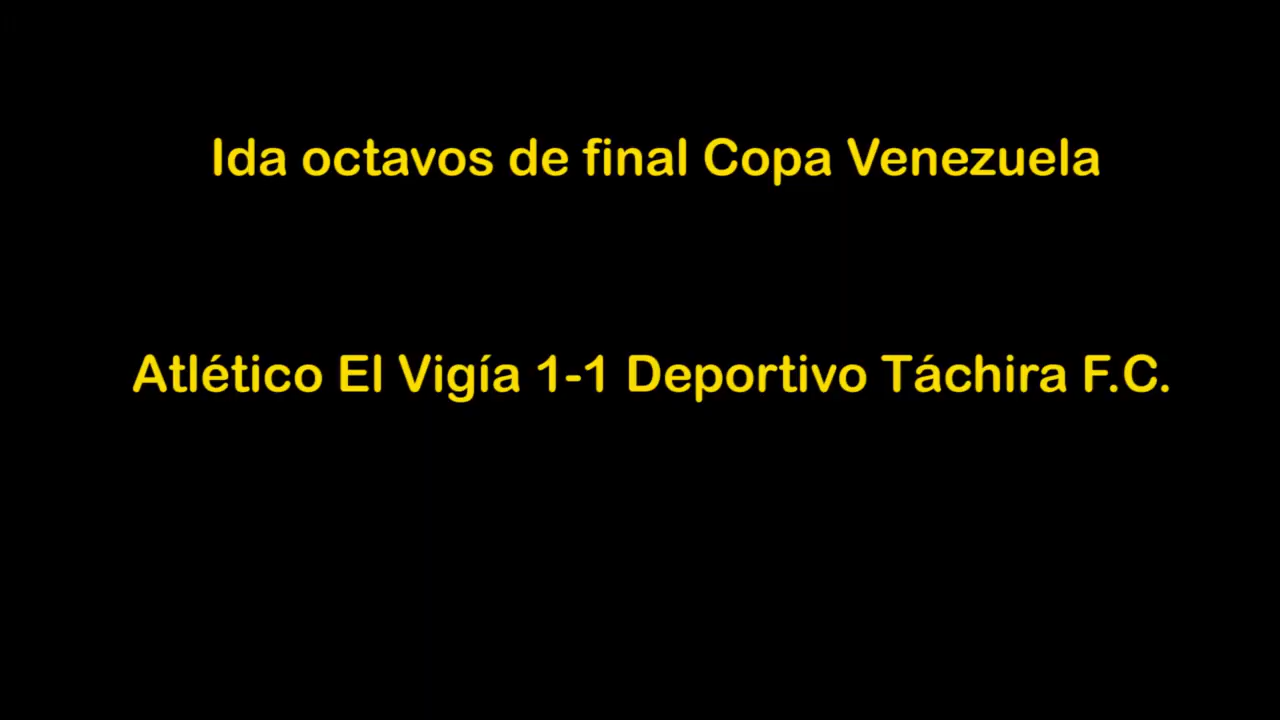 Ida octavos de final Copa Venezuela
Atlético El Vigía 1-1 Deportivo Táchira F.C.